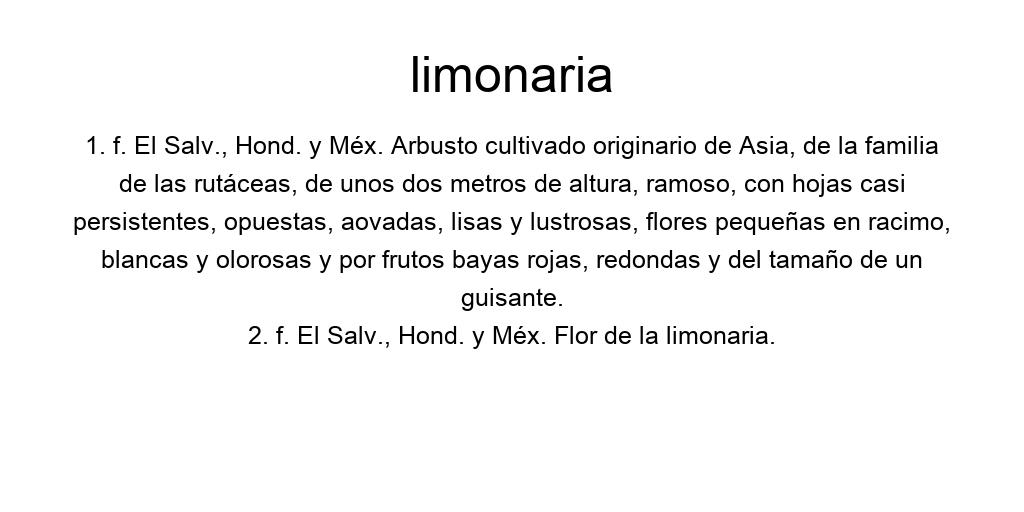 limonaria
1. f. El Salv., Hond. y Méx. Arbusto cultivado originario de Asia, de la familia
de las rutáceas, de unos dos metros de altura, ramoso, con hojas casi
persistentes, opuestas, aovadas, lisas y lustrosas, flores pequeñas en racimo,
blancas y olorosas y por frutos bayas rojas, redondas y del tamaño de un
guisante.
2. f. El Salv., Hond. y Méx. Flor de la limonaria.